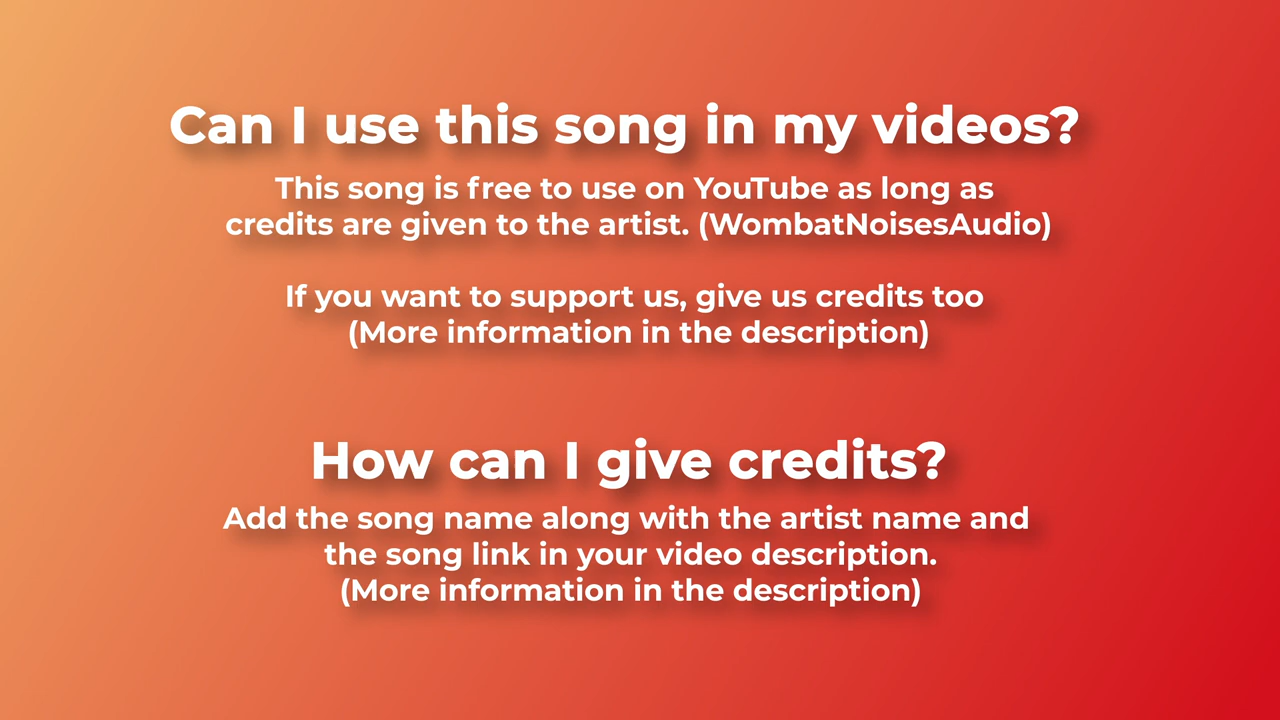 Can I use this song in my videos?
This song is free to use on YouTube as long as
credits are given to the artist. (WombatNoisesAudio)
If you want to support us, give us credits too
(More information in the description)
How can I give credits?
Add the song name along with the artist name and
the song link in your video description.
(More information in the description)